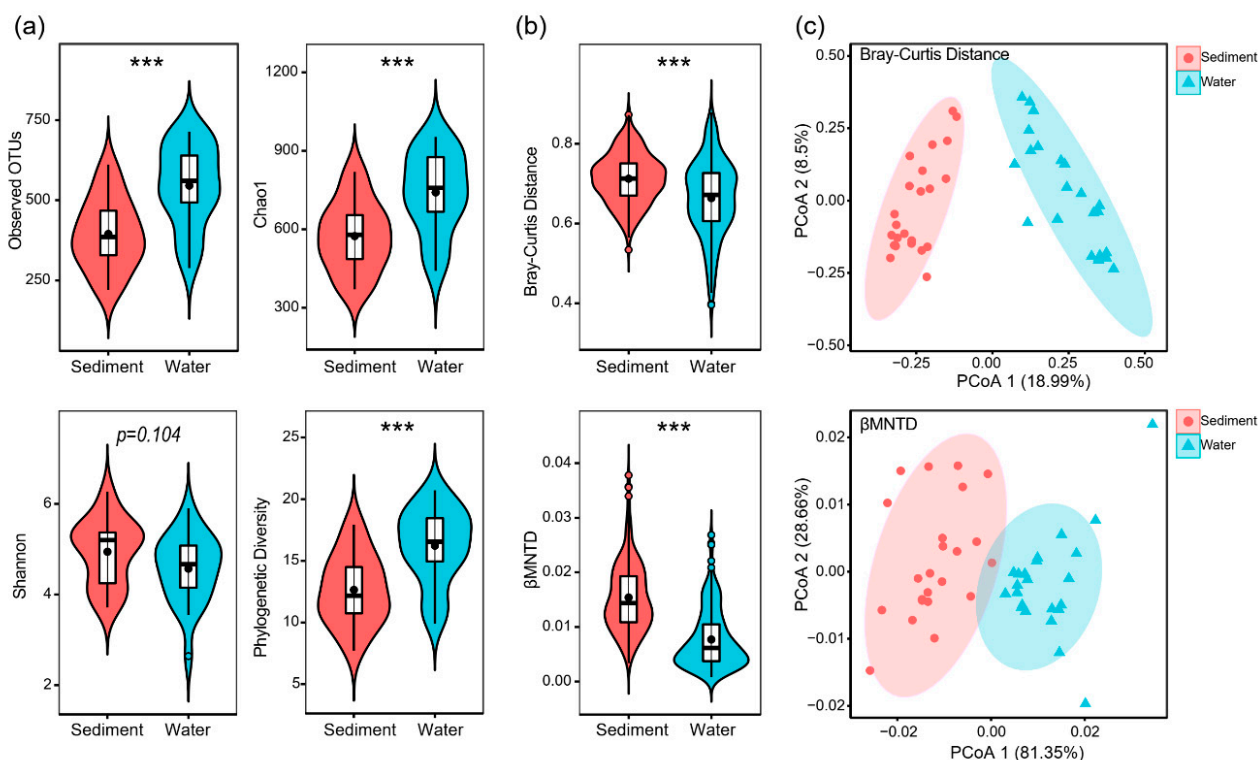 (a)
(b)
(c)
Observed OTUs
750
500
250
***
Sediment Water
Chao1
1200
900
600
300
***
Sediment Water
Bray-Curtis Distance
0.8
0.6
0.4
***
Sediment Water
Bray-Curtis Distance
PCoA 2 (8.5%)
0.50
0.25
0.00
−0.25
−0.50
−0.25 0.00 0.25 0.50
PCoA 1 (18.99%)
Sediment
Water
Shannon
6
4
2
p=0.104
Sediment Water
Phylogenetic Diversity
25
20
15
10
5
***
Sediment Water
βMNTD
0.04
0.03
0.02
0.01
0.00
***
Sediment Water
βMNTD
PCoA 2 (28.66%)
0.02
0.01
0.00
−0.01
−0.02
−0.02 0.00 0.02
PCoA 1 (81.35%)
Sediment
Water